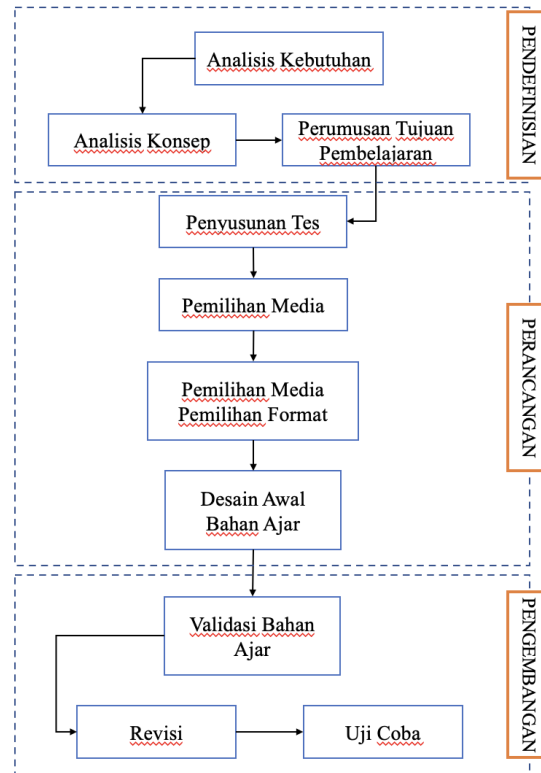 PENDEFINISIAN
Analisis Kebutuhan
Analisis Konsep
Perumusan Tujuan
Pembelajaran
PERANCANGAN
Penyusunan Tes
Pemilihan Media
Pemilihan Media
Pemilihan Format
Desain Awal
Bahan Ajar
PENGEMBANGAN
Validasi Bahan
Ajar
Revisi
Uji Coba